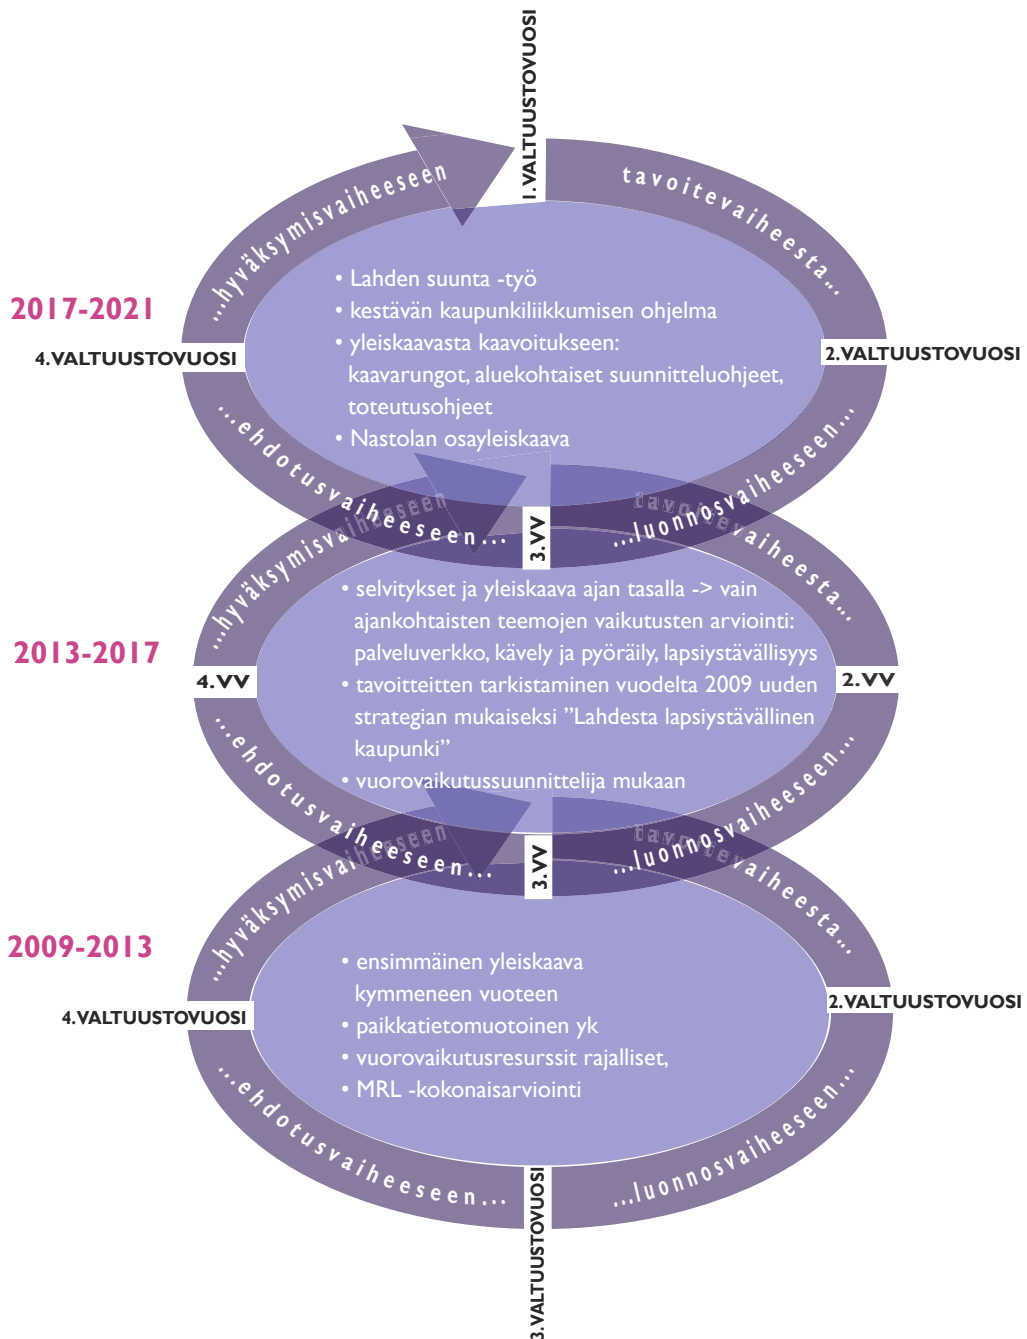 1.VALTUUSTOVUOSI
...hyväksymisvaiheeseen
tavoitevaiheesta...
2017-2021
4.VALTUUSTOVUOSI
2.VALTUUSTOVUOSI
• Lahden suunta -työ
• kestävän kaupunkiliikkumisen ohjelma
• yleiskaavasta kaavoitukseen:
kaavarungot, aluekohtaiset suunnitteluohjeet,
toteutusohjeet
• Nastolan osayleiskaava
...ehdotusvaiheeseen...
...luonnosvaiheeseen...
3.VV
...hyväksymisvaiheeseen
tavoitevaiheesta...
2013-2017
4.VV
2.VV
• selvitykset ja yleiskaava ajan tasalla -> vain
ajankohtaisten teemojen vaikutusten arviointi:
palveluverkko, kävely ja pyöräily, lapsiystävällisyys
• tavoitteitten tarkistaminen vuodelta 2009 uuden
strategian mukaiseksi ”Lahdesta lapsiystävällinen
kaupunki”
• vuorovaikutussuunnittelija mukaan
...ehdotusvaiheeseen...
...luonnosvaiheeseen...
3.VV
...hyväksymisvaiheeseen
tavoitevaiheesta...
2009-2013
4.VALTUUSTOVUOSI
2.VALTUUSTOVUOSI
• ensimmäinen yleiskaava
kymmeneen vuoteen
• paikkatietomuotoinen yk
• vuorovaikutusresurssit rajalliset,
• MRL -kokonaisarviointi
...ehdotusvaiheeseen...
...luonnosvaiheeseen...
3.VALTUUSTOVUOSI